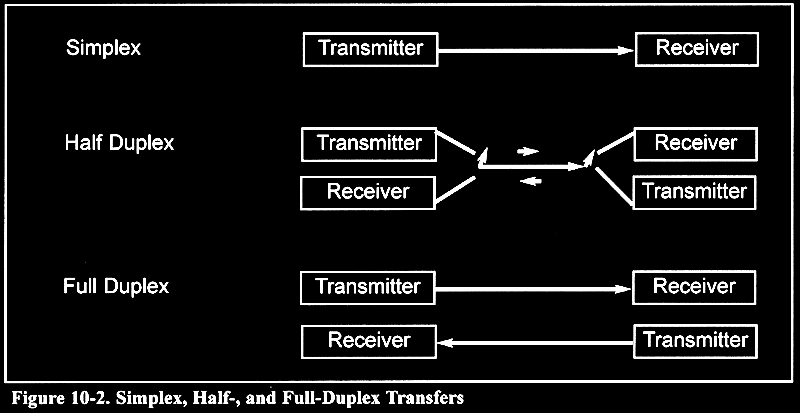 Simplex Transmitter Receiver
Half Duplex Transmitter Receiver
Receiver Transmitter
Full Duplex Transmitter Receiver
Receiver Transmitter
Figure 10-2. Simplex, Half-, and Full-Duplex Transfers